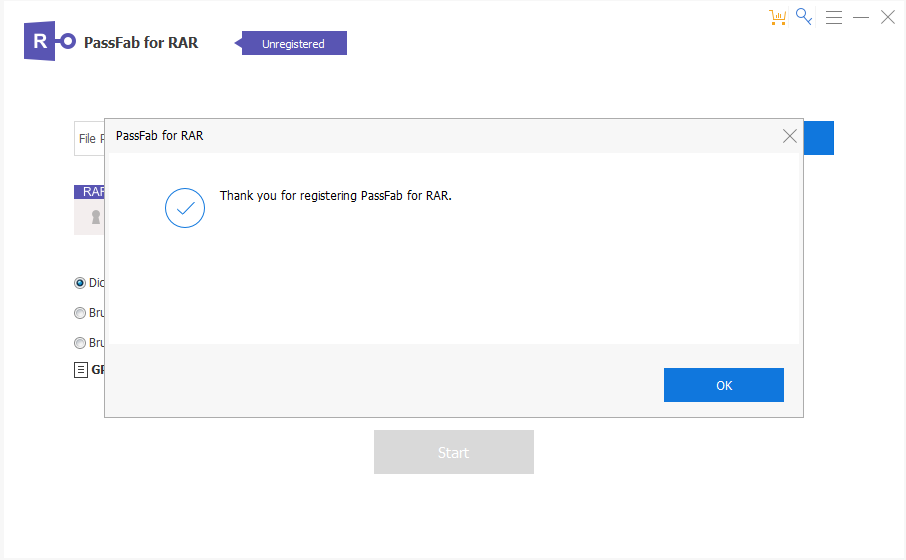 R
PassFab for RAR
Unregistered
File P
PassFab for RAR
Thank you for registering PassFab for RAR.
RAR
Dic
Bru
Bru
GP
OK
Start